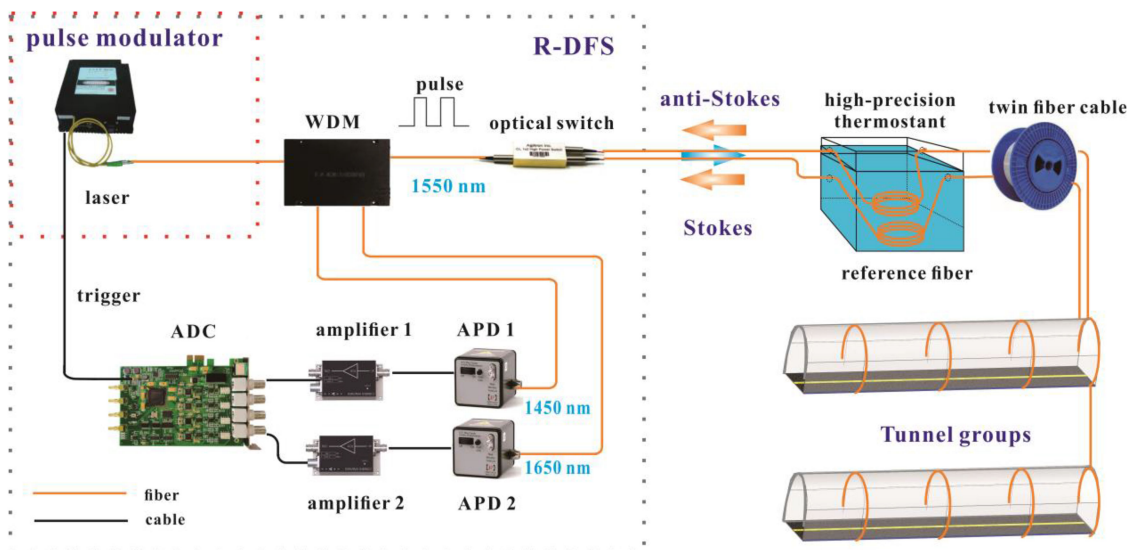 pulse modulator
R-DFS
pulse
WDM
optical switch
anti-Stokes
high-precision
thermostant
twin fiber cable
1550 nm
laser
Stokes
reference fiber
trigger
ADC
amplifier 1
APD 1
1450 nm
Tunnel groups
1650 nm
amplifier 2
APD 2
fiber
cable